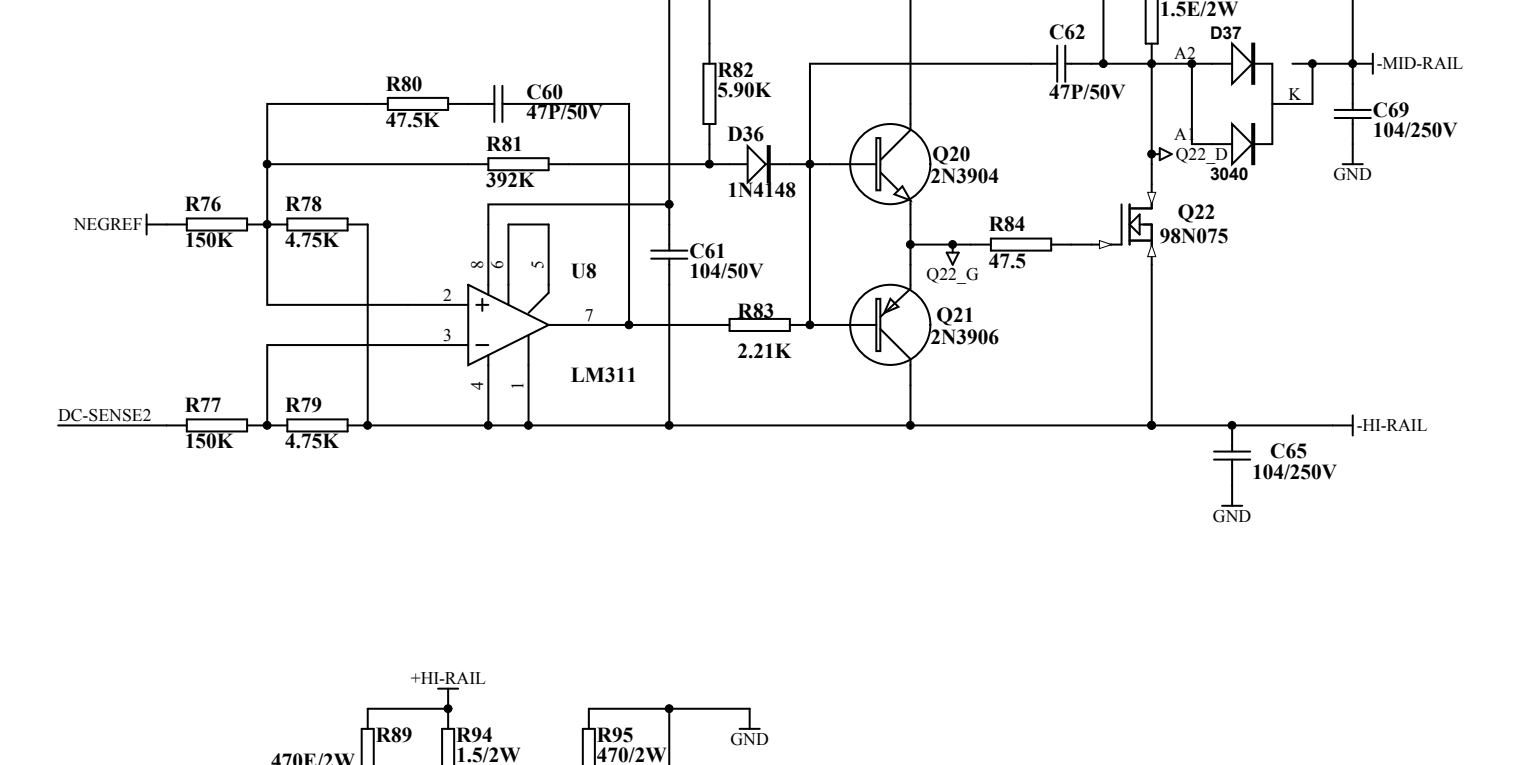 1.5E/2W
C62
D37
A2
-MID-RAIL
R82
5.90K
R80
C60
47P/50V
47.5K
47P/50V
K
C69
104/250V
D36
R81
A1
Q20
Q22_D
392K
1N4148
2N3904
3040
GND
R76
R78
NEGREF
150K
4.75K
Q22
98N075
R84
C61
47.5
8
6
5
U8
104/50V
Q22_G
2
+
7
R83
Q21
3
-
2.21K
2N3906
4
1
LM311
DC-SENSE2
R77
R79
150K
4.75K
-HI-RAIL
C65
104/250V
GND
+HI-RAIL
R89
R94
R95
GND
470E/2W
1.5/2W
470/2W